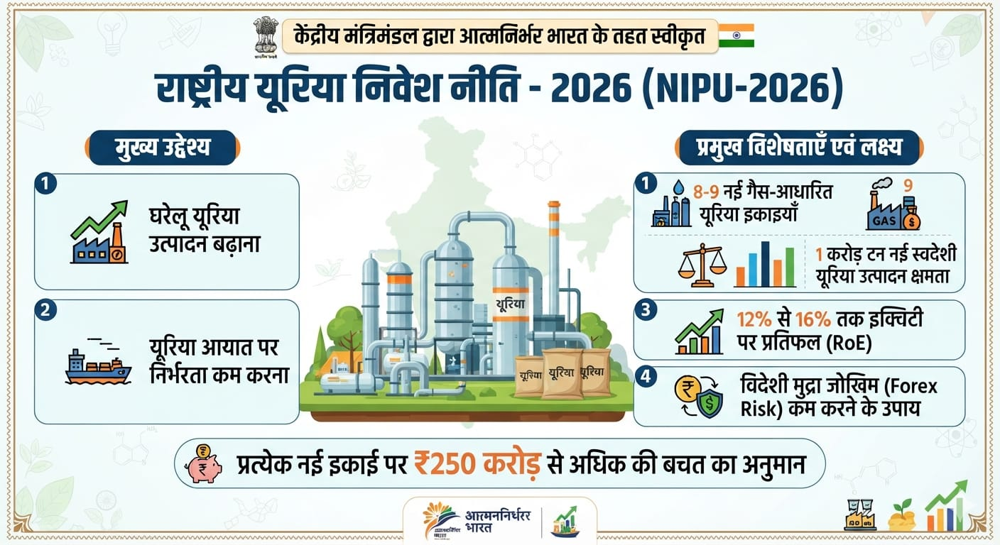 केंद्रीय मंत्रिमंडल द्वारा आत्मनिर्भर भारत के तहत स्वीकृत
राष्ट्रीय यूरिया निवेश नीति - 2026 (NIPU-2026)
मुख्य उद्देश्य
1
घरेलू यूरिया
उत्पादन बढ़ाना
2
यूरिया आयात पर
निर्भरता कम करना
यूरिया
यूरिया
यूरिया
यूरिया
प्रमुख विशेषताएँ एवं लक्ष्य
1
8-9 नई गैस-आधारित
यूरिया इकाइयाँ
9
GAS
1 करोड़ टन नई स्वदेशी
यूरिया उत्पादन क्षमता
3
12% से 16% तक इक्विटी
पर प्रतिफल (RoE)
4
विदेशी मुद्रा जोखिम (Forex
Risk) कम करने के उपाय
प्रत्येक नई इकाई पर ₹250 करोड़ से अधिक की बचत का अनुमान
आत्मननिर्धरर
भारत